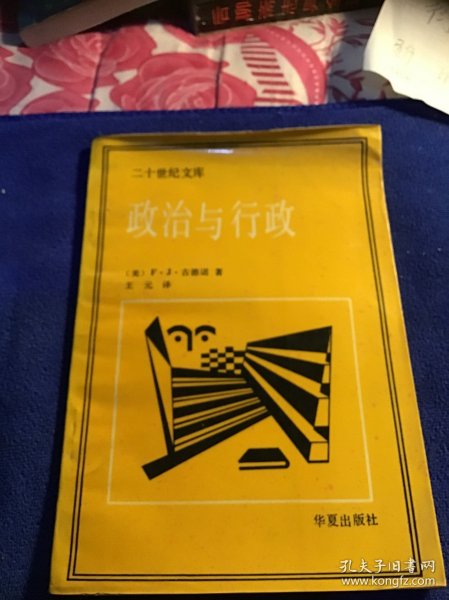 二十世纪文库
政治与行政
（美）F·J·古德诺 著
王元 译
华夏出版社
孔夫子旧书网
www.kongfz.com